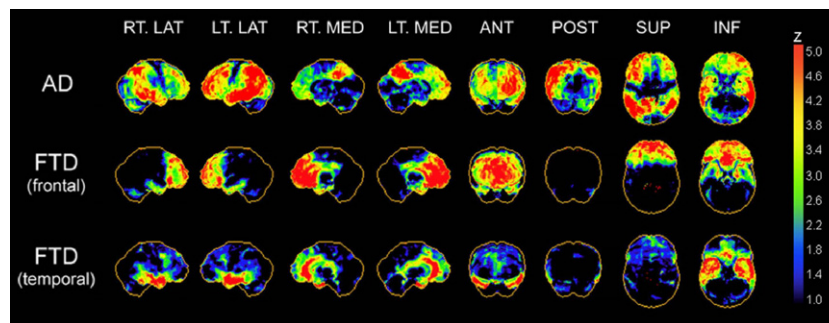 RT. LAT LT. LAT RT. MED LT. MED ANT POST SUP INF
Z
AD
FTD
(frontal)
FTD
(temporal)
5.0
4.6
4.2
3.8
3.4
3.0
2.6
2.2
1.8
1.4
1.0